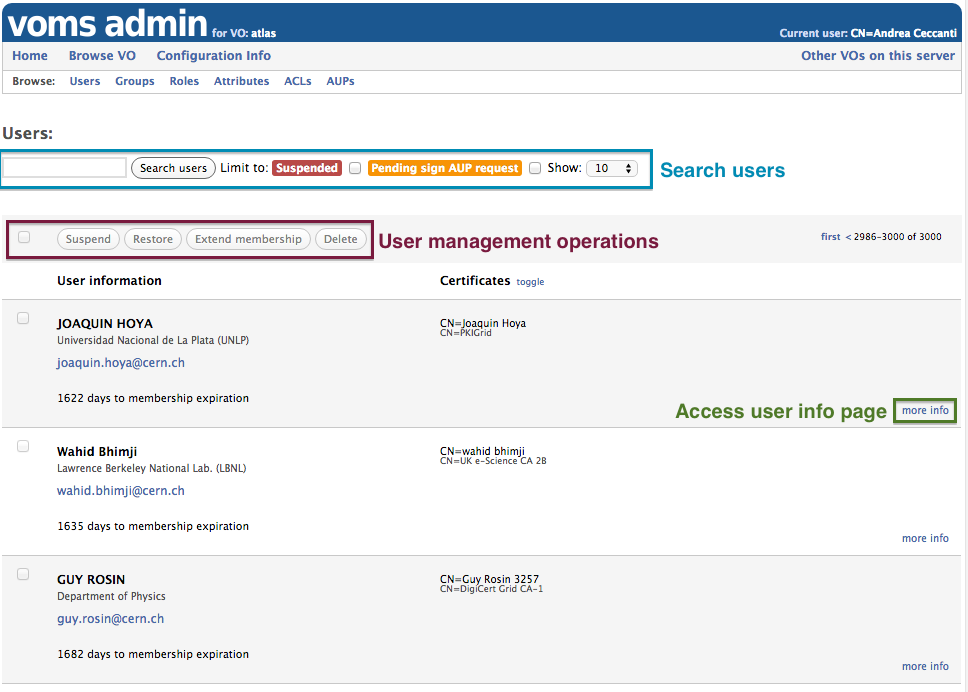 voms admin for VO: atlas Current user: CN=Andrea Ceccanti
Home Browse VO Configuration Info Other VOs on this server
Browse: Users Groups Roles Attributes ACLs AUPs
Users:
Search users Limit to: Suspended Pending sign AUP request Show: 10 Search users
Suspend Restore Extend membership Delete User management operations first < 2986-3000 of 3000
User information Certificates toggle
JOAQUIN HOYA CN=Joaquin Hoya
Universidad Nacional de La Plata (UNLP) CN=PKIGrid
joaquin.hoya@cern.ch
1622 days to membership expiration
Access user info page more info
Wahid Bhimji CN=wahid bhimji
Lawrence Berkeley National Lab. (LBNL) CN=UK e-Science CA 2B
wahid.bhimji@cern.ch
1635 days to membership expiration
more info
GUY ROSIN CN=Guy Rosin 3257
Department of Physics CN=DigiCert Grid CA-1
guy.rosin@cern.ch
1682 days to membership expiration
more info